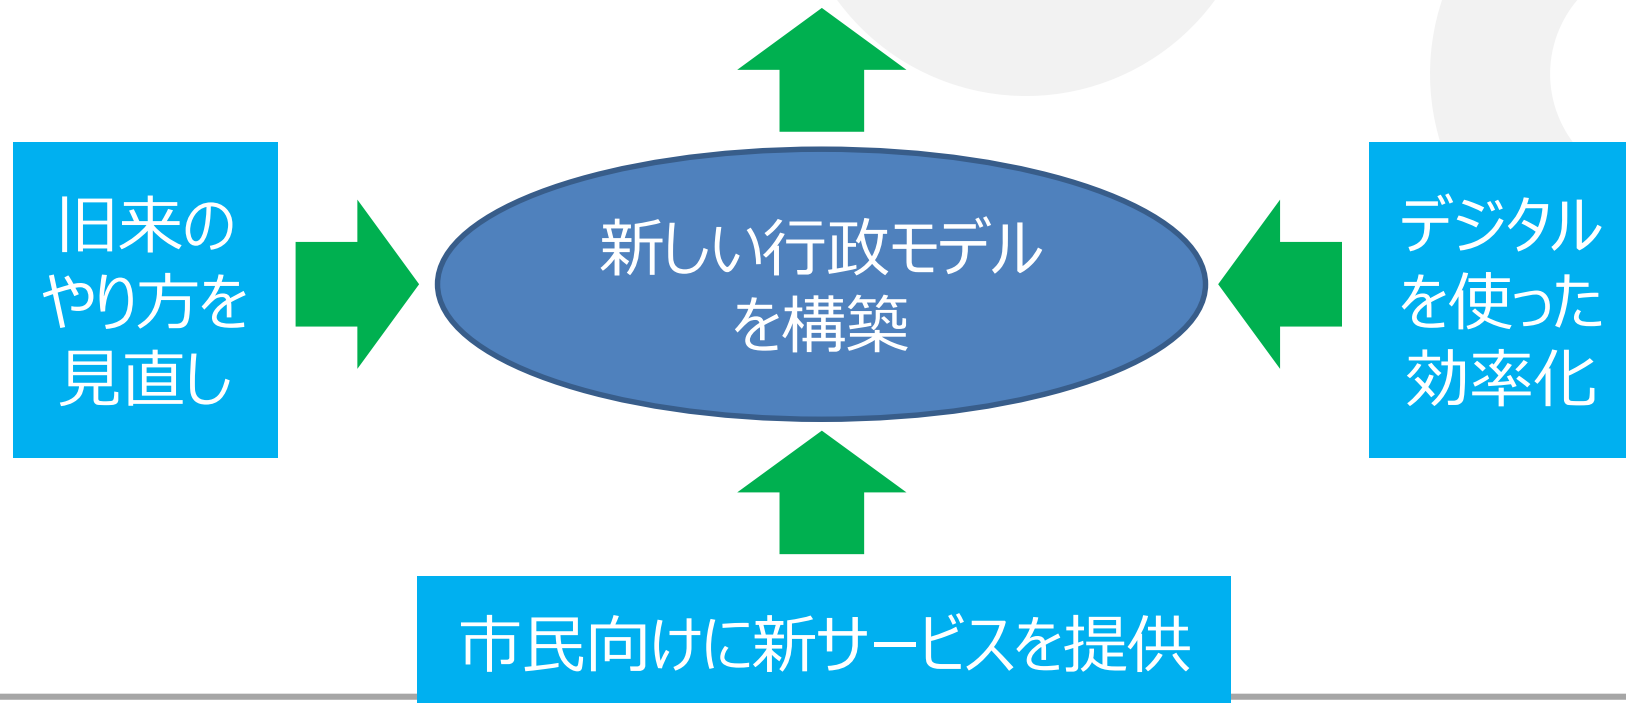 旧来の
やり方を
見直し
新しい行政モデル
を構築
デジタル
を使った
効率化
市民向けに新サービスを提供